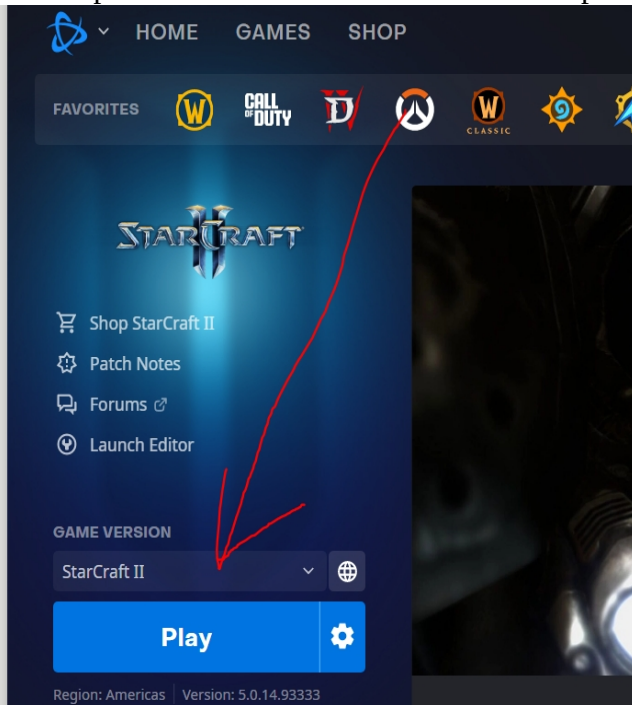 HOME GAMES SHOP
FAVORITES W CALL OF DUTY D W CLASSIC
STARCRAFT II
Shop StarCraft II
Patch Notes
Forums
Launch Editor
GAME VERSION
StarCraft II
Play
Region: Americas Version: 5.0.14.93333